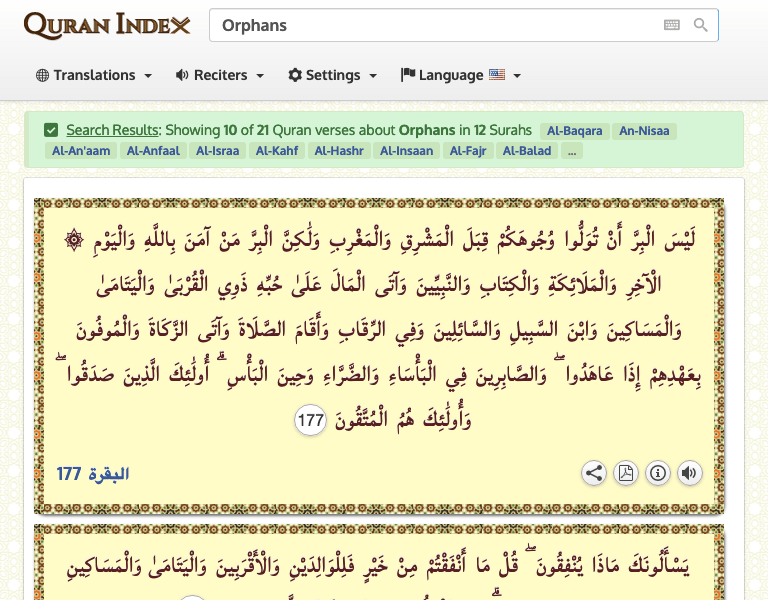 QURAN INDEX
Orphans
Translations Reciters Settings Language
Search Results: Showing 10 of 21 Quran verses about Orphans in 12 Surahs Al-Baqara An-Nisaa
Al-An'aam Al-Anfaal Al-Israa Al-Kahf Al-Hashr Al-Insaan Al-Fajr Al-Balad ...
لَيْسَ الْبِرَّ أَنْ تُوَلُّوا وُجُوهَكُمْ قِبَلَ الْمَشْرِقِ وَالْمَغْرِبِ وَلَٰكِنَّ الْبِرَّ مَنْ آمَنَ بِاللَّهِ وَالْيَوْمِ ۞
الْآخِرِ وَالْمَلَائِكَةِ وَالْكِتَابِ وَالنَّبِيِّينَ وَآتَى الْمَالَ عَلَىٰ حُبِّهِ ذَوِي الْقُرْبَىٰ وَالْيَتَامَىٰ
وَالْمَسَاكِينَ وَابْنَ السَّبِيلِ وَالسَّائِلِينَ وَفِي الرِّقَابِ وَأَقَامَ الصَّلَاةَ وَآتَى الزَّكَاةَ وَالْمُوفُونَ
بِعَهْدِهِمْ إِذَا عَاهَدُوا ۖ وَالصَّابِرِينَ فِي الْبَأْسَاءِ وَالضَّرَّاءِ وَحِينَ الْبَأْسِ ۗ أُولَٰئِكَ الَّذِينَ صَدَقُوا ۖ
وَأُولَٰئِكَ هُمُ الْمُتَّقُونَ 177
البقرة 177
يَسْأَلُونَكَ مَاذَا يُنْفِقُونَ ۖ قُلْ مَا أَنْفَقْتُمْ مِنْ خَيْرٍ فَلِلْوَالِدَيْنِ وَالْأَقْرَبِينَ وَالْيَتَامَىٰ وَالْمَسَاكِينِ